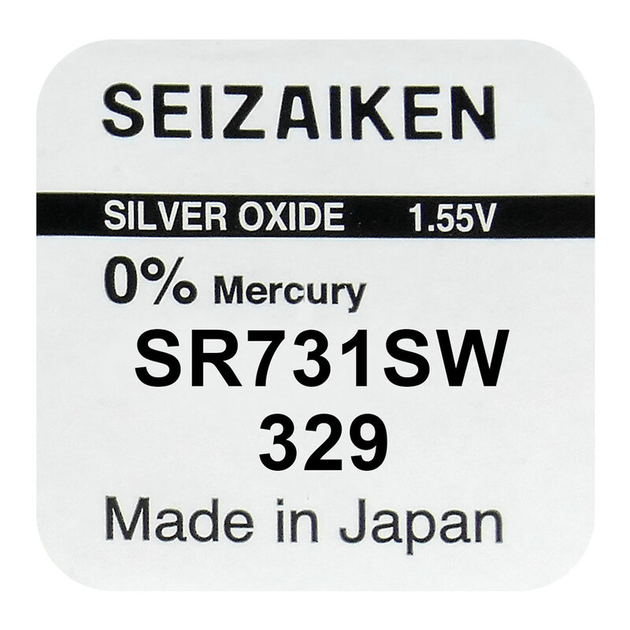 SEIZAIKEN
SILVER OXIDE 1.55V
0% Mercury
SR731SW
329
Made in Japan